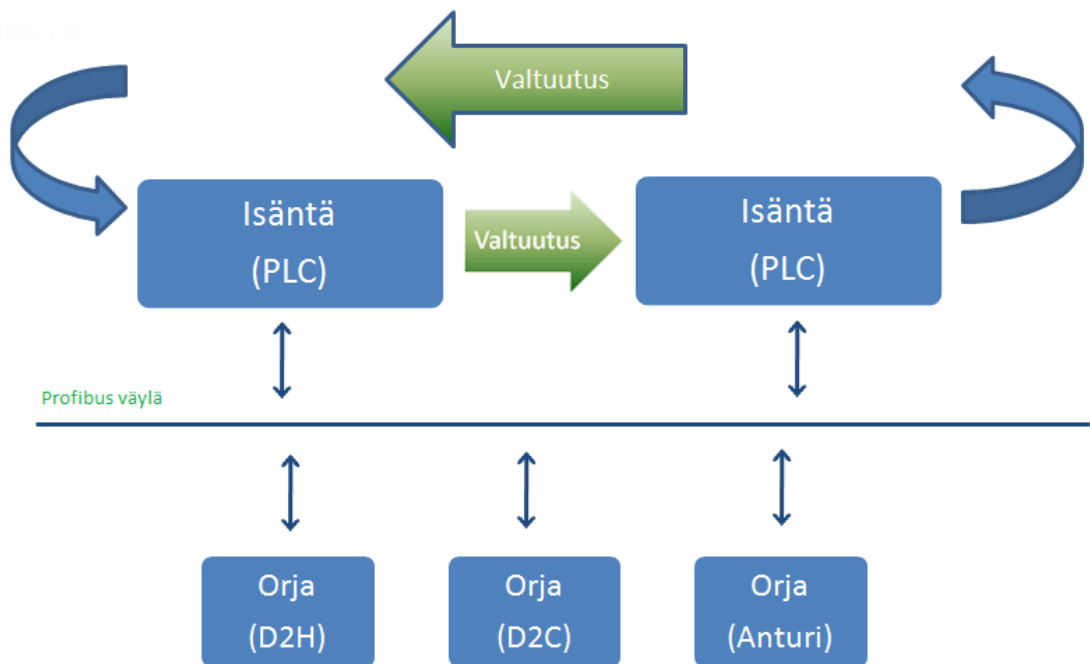 Valtuutus
Isäntä
(PLC)
Valtuutus
Isäntä
(PLC)
Profibus väylä
Orja
(D2H)
Orja
(D2C)
Orja
(Anturi)